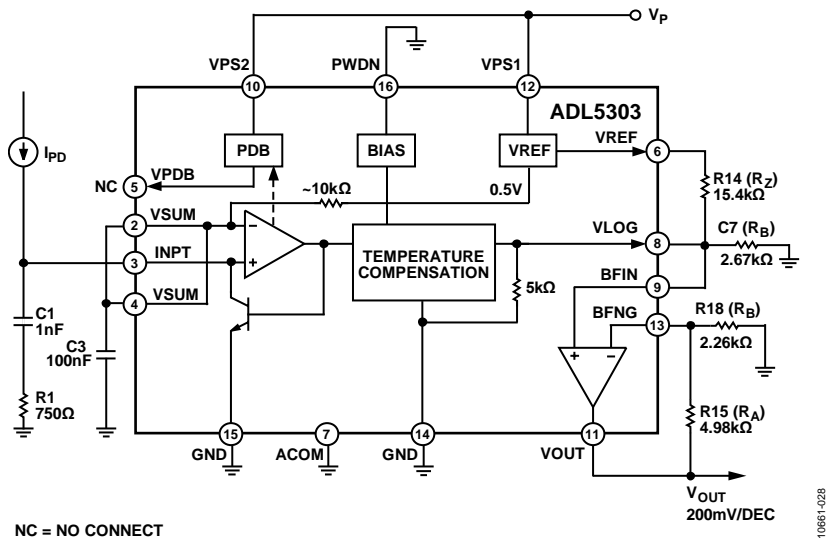 VP
VPS2
PWDN
VPS1
10
16
12
ADL5303
IPD
PDB
BIAS
VREF
VREF
6
R14 (RZ)
15.4kΩ
NC
5
VPDB
~10kΩ
0.5V
2
VSUM
–
VLOG
8
C7 (RB)
2.67kΩ
3
INPT
+
TEMPERATURE
COMPENSATION
4
VSUM
5kΩ
BFIN
9
BFNG
13
R18 (RB)
2.26kΩ
C1
1nF
C3
100nF
+ –
R1
750Ω
R15 (RA)
4.98kΩ
15
7
14
11
GND
ACOM
GND
VOUT
VOUT
200mV/DEC
NC = NO CONNECT
10661-028